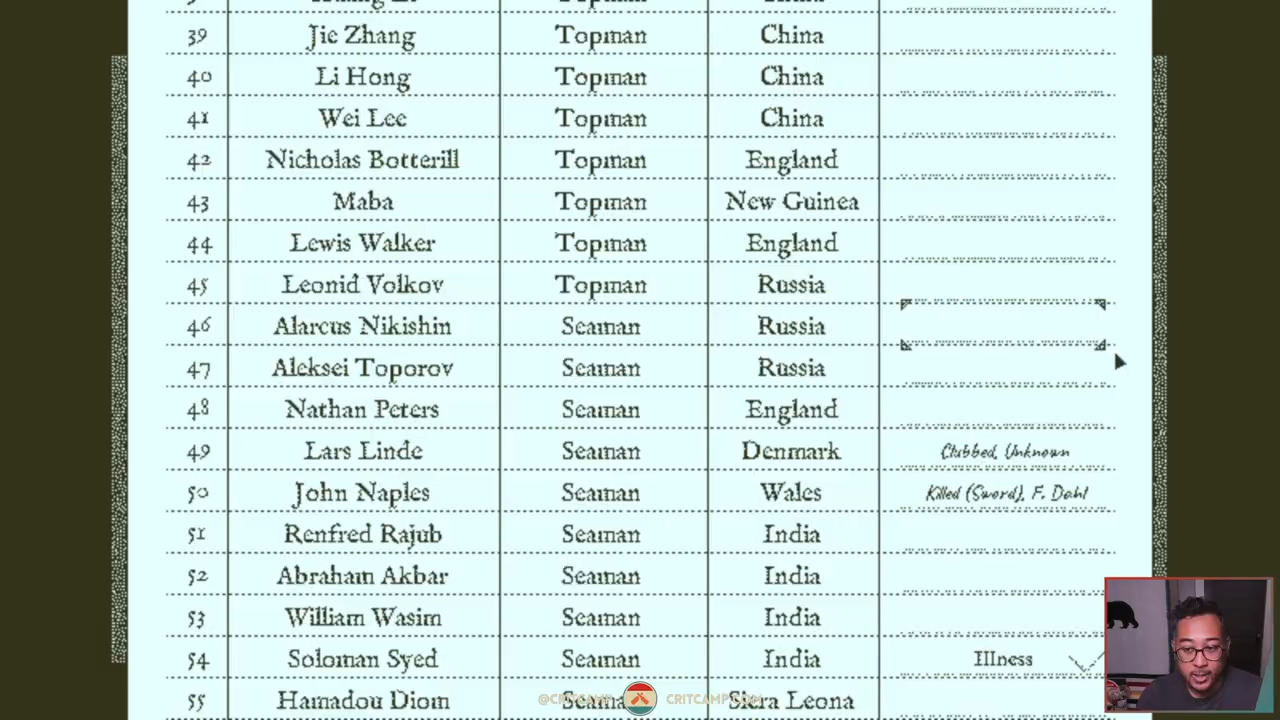 39 Jie Zhang Topman China
40 Li Hong Topman China
41 Wei Lee Topman China
42 Nicholas Botterill Topman England
43 Maba Topman New Guinea
44 Lewis Walker Topman England
45 Leonid Volkov Topman Russia
46 Alarcus Nikishin Seaman Russia
47 Aleksei Toporov Seaman Russia
48 Nathan Peters Seaman England
49 Lars Linde Seaman Denmark Clubbed, Unknown
50 John Naples Seaman Wales Killed (Sword), F. Dahl
51 Renfred Rajub Seaman India
52 Abraham Akbar Seaman India
53 William Wasim Seaman India
54 Soloman Syed Seaman India Illness
55 Hamadou Diom Siera Leona
@CRITCAMP CRITCAMP.COM